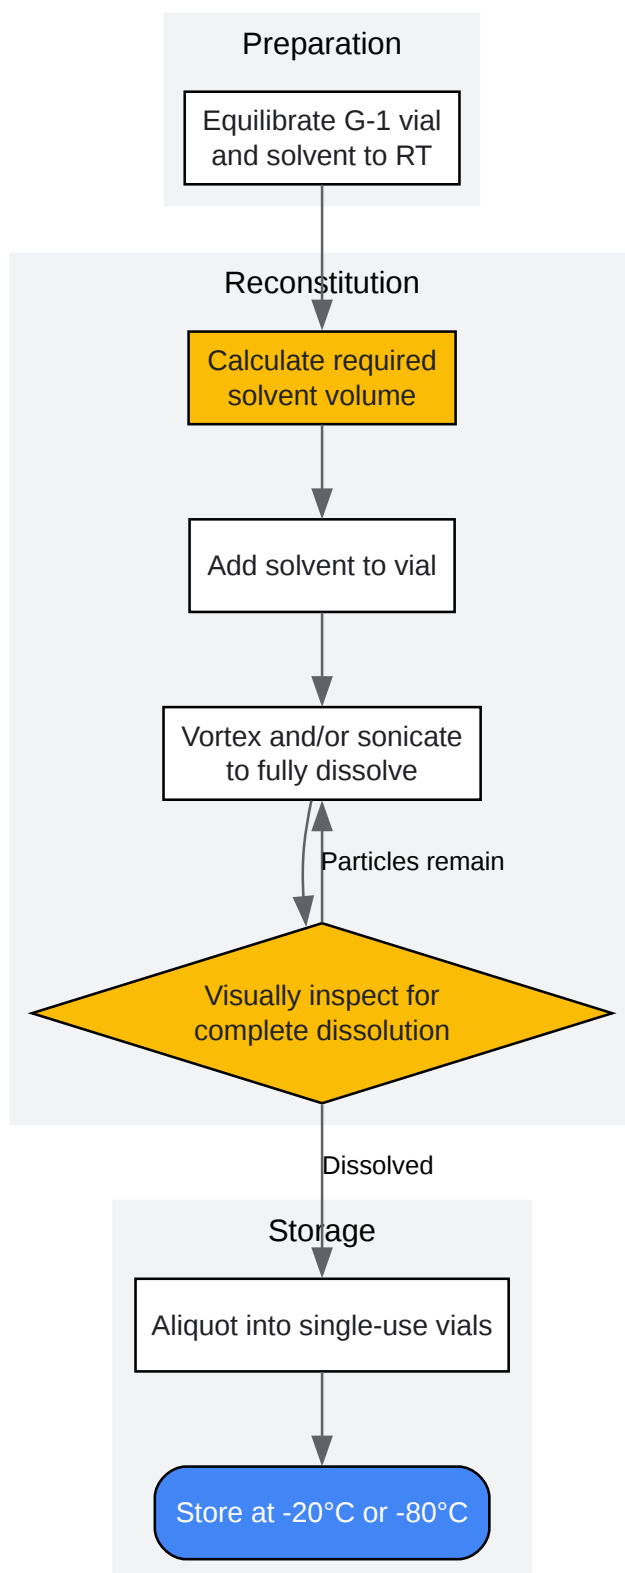 Preparation
Equilibrate G-1 vial
and solvent to RT
Reconstitution
Calculate required
solvent volume
Add solvent to vial
Vortex and/or sonicate
to fully dissolve
Particles remain
Visually inspect for
complete dissolution
Dissolved
Storage
Aliquot into single-use vials
Store at -20°C or -80°C